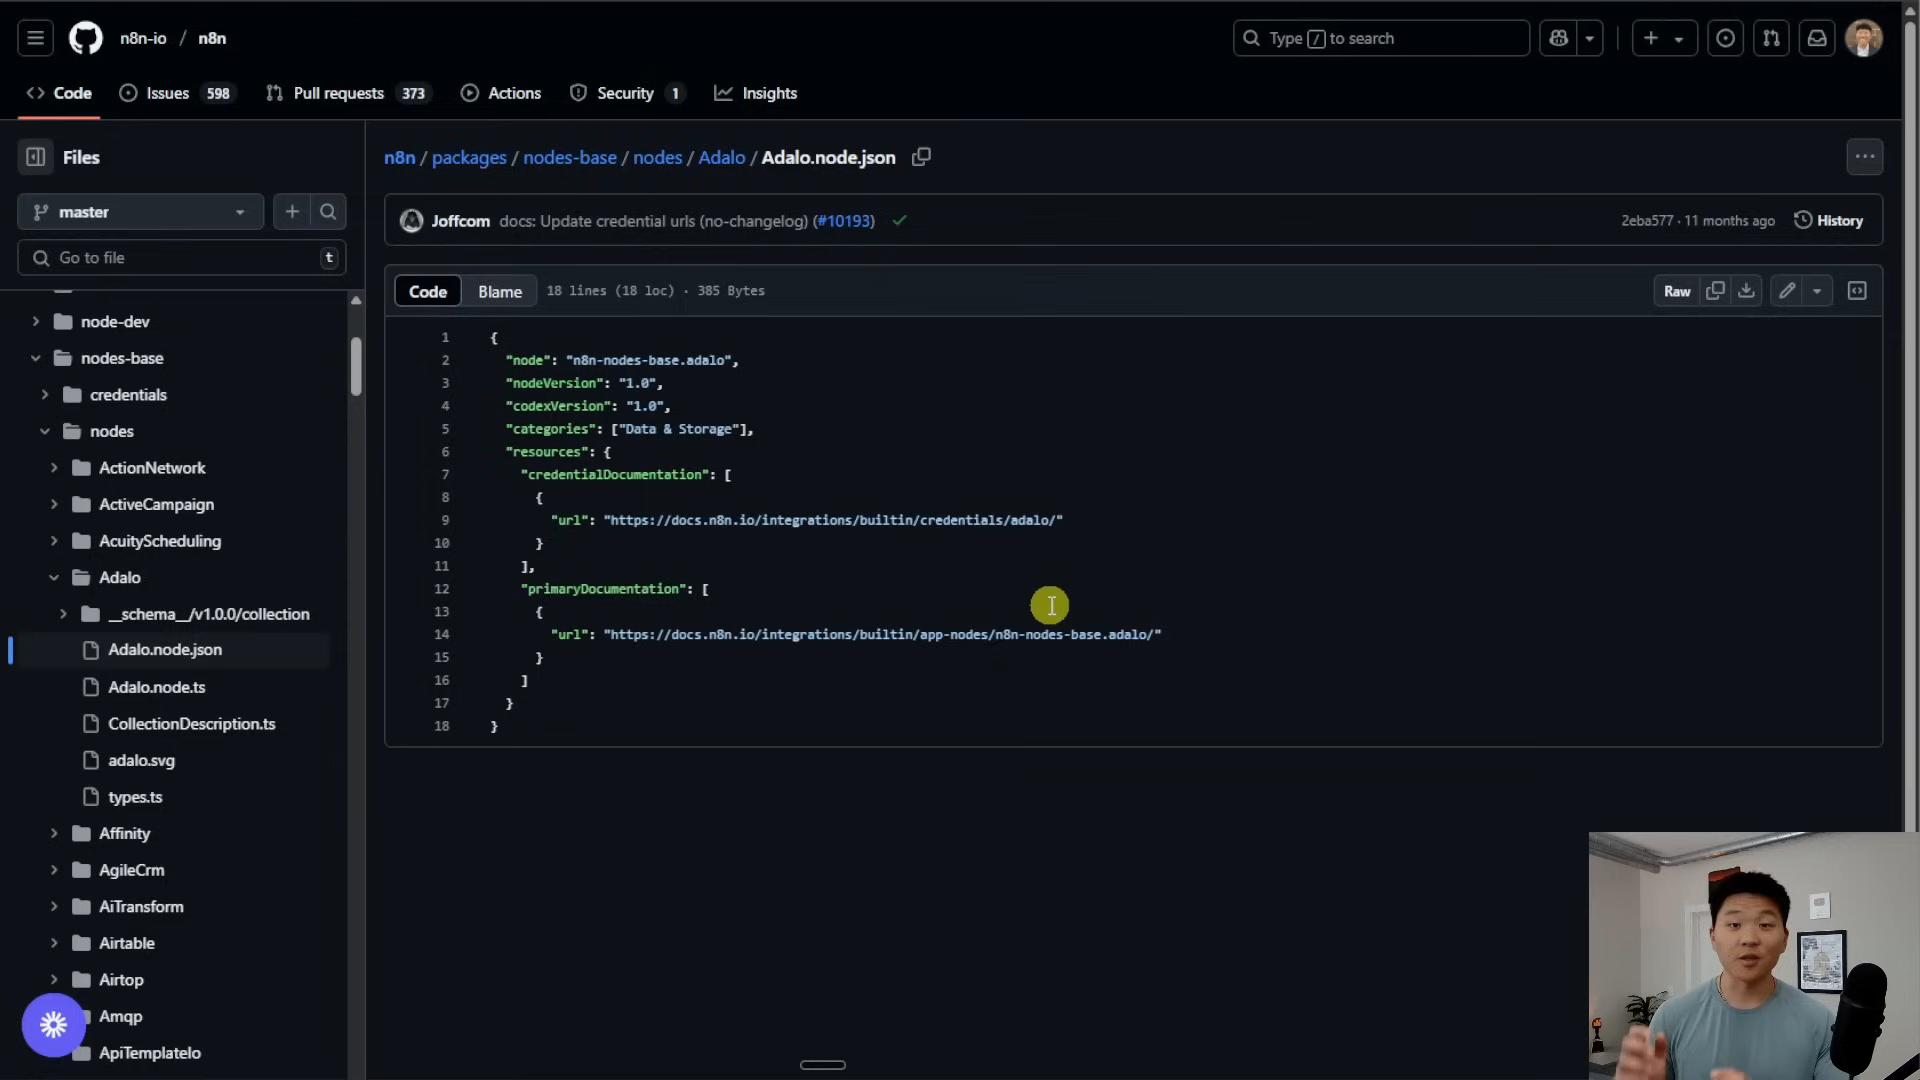 n8n-io / n8n
Type / to search
Code
Issues 598
Pull requests 373
Actions
Security 1
Insights
Files
master
Go to file
t
node-dev
nodes-base
credentials
nodes
ActionNetwork
ActiveCampaign
AcuityScheduling
Adalo
__schema__/v1.0.0/collection
Adalo.node.json
Adalo.node.ts
CollectionDescription.ts
adalo.svg
types.ts
Affinity
AgileCrm
AiTransform
Airtable
Airtop
Amqp
ApiTemplateIo
n8n / packages / nodes-base / nodes / Adalo / Adalo.node.json
Joffcom docs: Update credential urls (no-changelog) (#10193)
2eba577 · 11 months ago
History
Code
Blame
18 lines (18 loc) · 385 Bytes
Raw
1 {
2 "node": "n8n-nodes-base.adalo",
3 "nodeVersion": "1.0",
4 "codexVersion": "1.0",
5 "categories": ["Data & Storage"],
6 "resources": {
7 "credentialDocumentation": [
8 {
9 "url": "https://docs.n8n.io/integrations/builtin/credentials/adalo/"
10 }
11 ],
12 "primaryDocumentation": [
13 {
14 "url": "https://docs.n8n.io/integrations/builtin/app-nodes/n8n-nodes-base.adalo/"
15 }
16 ]
17 }
18 }